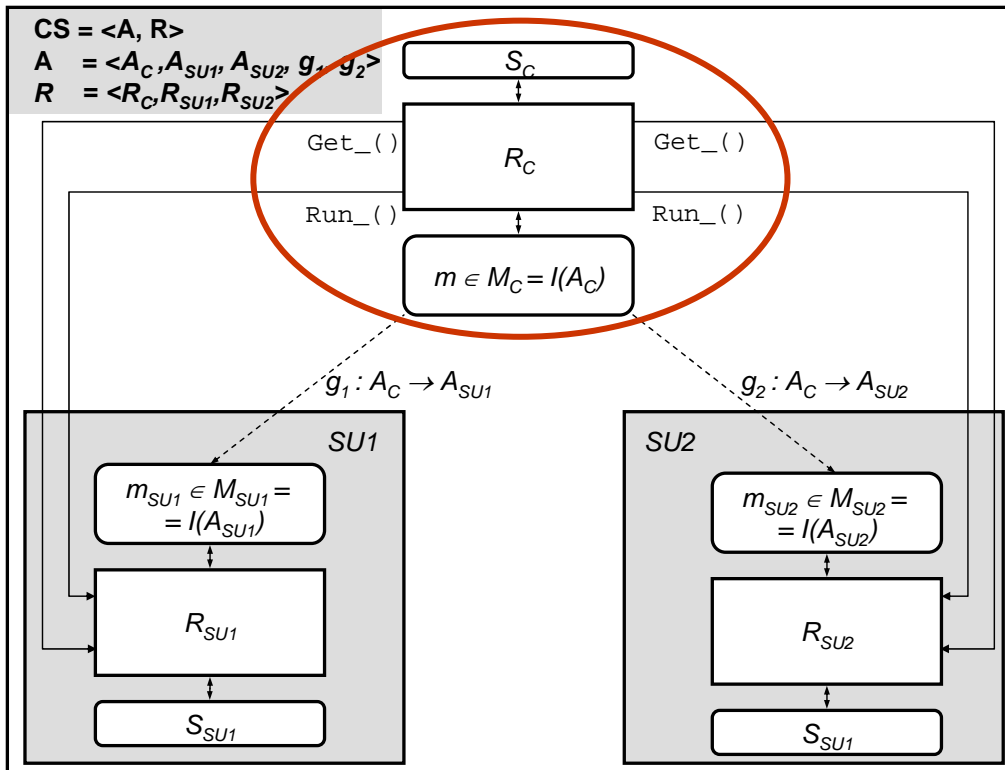 CS = <A, R>
A = <A_C ,A_SU1, A_SU2, g_1, g_2>
R = <R_C,R_SU1,R_SU2>
S_C
Get_()
Get_()
R_C
Run_()
Run_()
m ∈ M_C = I(A_C)
g_1 : A_C → A_SU1
g_2 : A_C → A_SU2
SU1
SU2
m_SU1 ∈ M_SU1 =
= I(A_SU1)
m_SU2 ∈ M_SU2 =
= I(A_SU2)
R_SU1
R_SU2
S_SU1
S_SU1